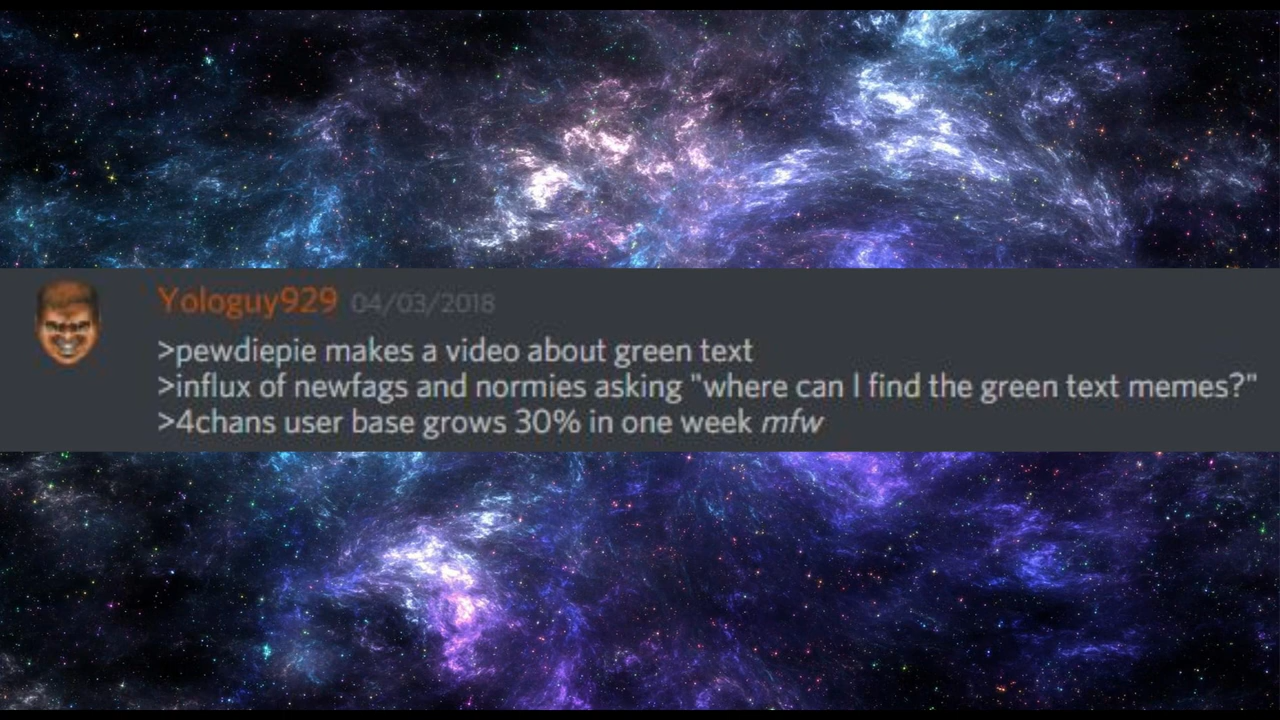 Yologuy929 04/03/2018
>pewdiepie makes a video about green text
>influx of newfags and normies asking "where can I find the green text memes?"
>4chans user base grows 30% in one week mfw